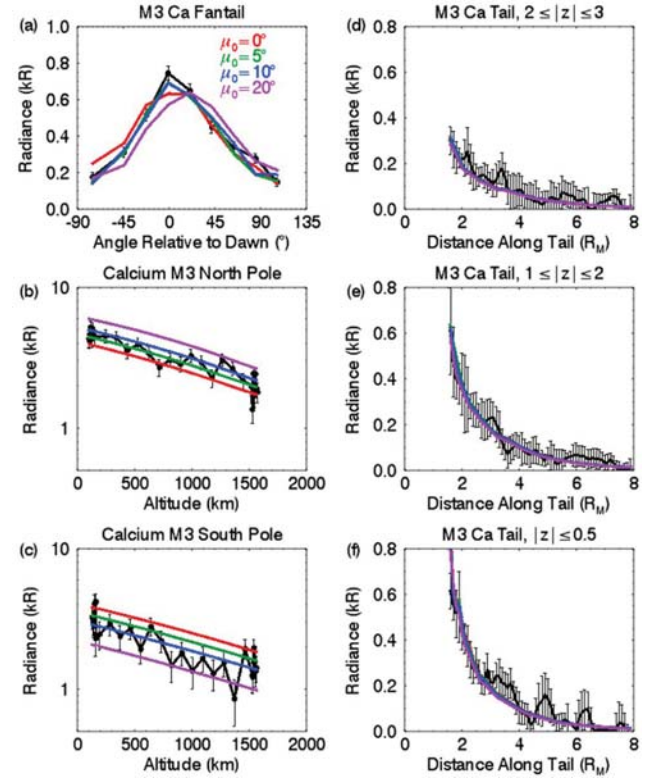 (a)
M3 Ca Fantail
μ₀= 0°
μ₀= 5°
μ₀= 10°
μ₀= 20°
1.0
0.8
0.6
0.4
0.2
0.0
Radiance (kR)
-90 -45 0 45 90 135
Angle Relative to Dawn (°)
(b)
Calcium M3 North Pole
10
1
Radiance (kR)
0 500 1000 1500 2000
Altitude (km)
(c)
Calcium M3 South Pole
10
1
Radiance (kR)
0 500 1000 1500 2000
Altitude (km)
(d)
M3 Ca Tail, 2 ≤ |z| ≤ 3
0.8
0.6
0.4
0.2
0.0
Radiance (kR)
0 2 4 6 8
Distance Along Tail (R_M)
(e)
M3 Ca Tail, 1 ≤ |z| ≤ 2
0.8
0.6
0.4
0.2
0.0
Radiance (kR)
0 2 4 6 8
Distance Along Tail (R_M)
(f)
M3 Ca Tail, |z| ≤ 0.5
0.8
0.6
0.4
0.2
0.0
Radiance (kR)
0 2 4 6 8
Distance Along Tail (R_M)